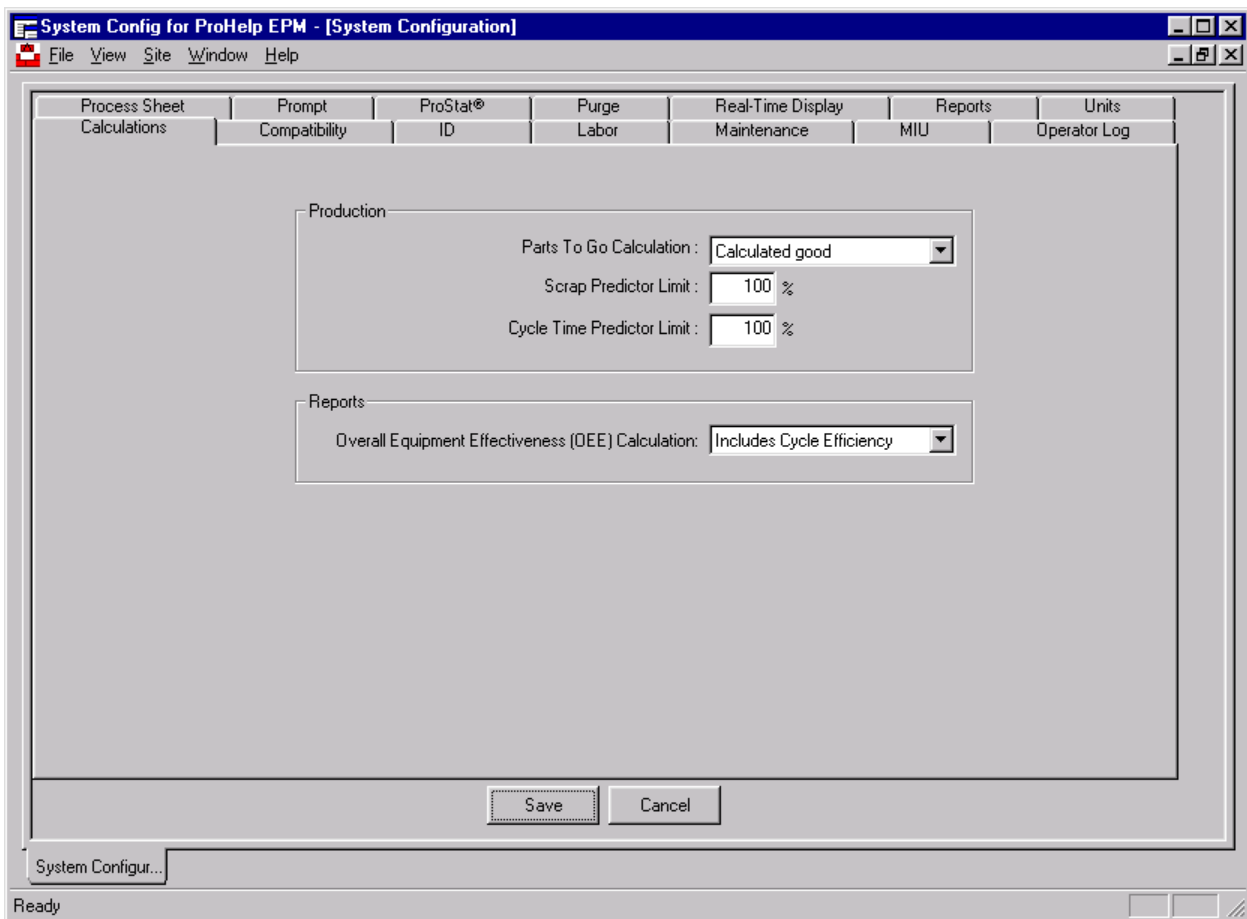 System Config for ProHelp EPM - [System Configuration]
File View Site Window Help
Process Sheet Prompt ProStat® Purge Real-Time Display Reports Units
Calculations Compatibility ID Labor Maintenance MIU Operator Log
Production
Parts To Go Calculation : Calculated good
Scrap Predictor Limit : 100 %
Cycle Time Predictor Limit : 100 %
Reports
Overall Equipment Effectiveness (OEE) Calculation: Includes Cycle Efficiency
Save Cancel
System Configur...
Ready